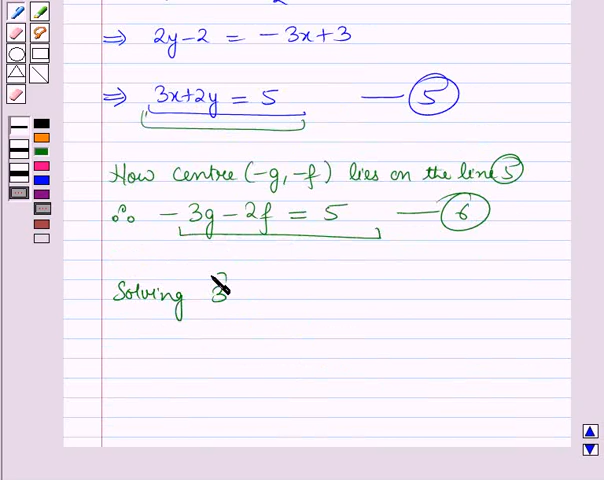 ⇒ 2y-2 = -3x+3
⇒ 3x+2y = 5 — 5
Now centre (-g, -f) lies on the line 5
∴ -3g-2f = 5 — 6
Solving 3